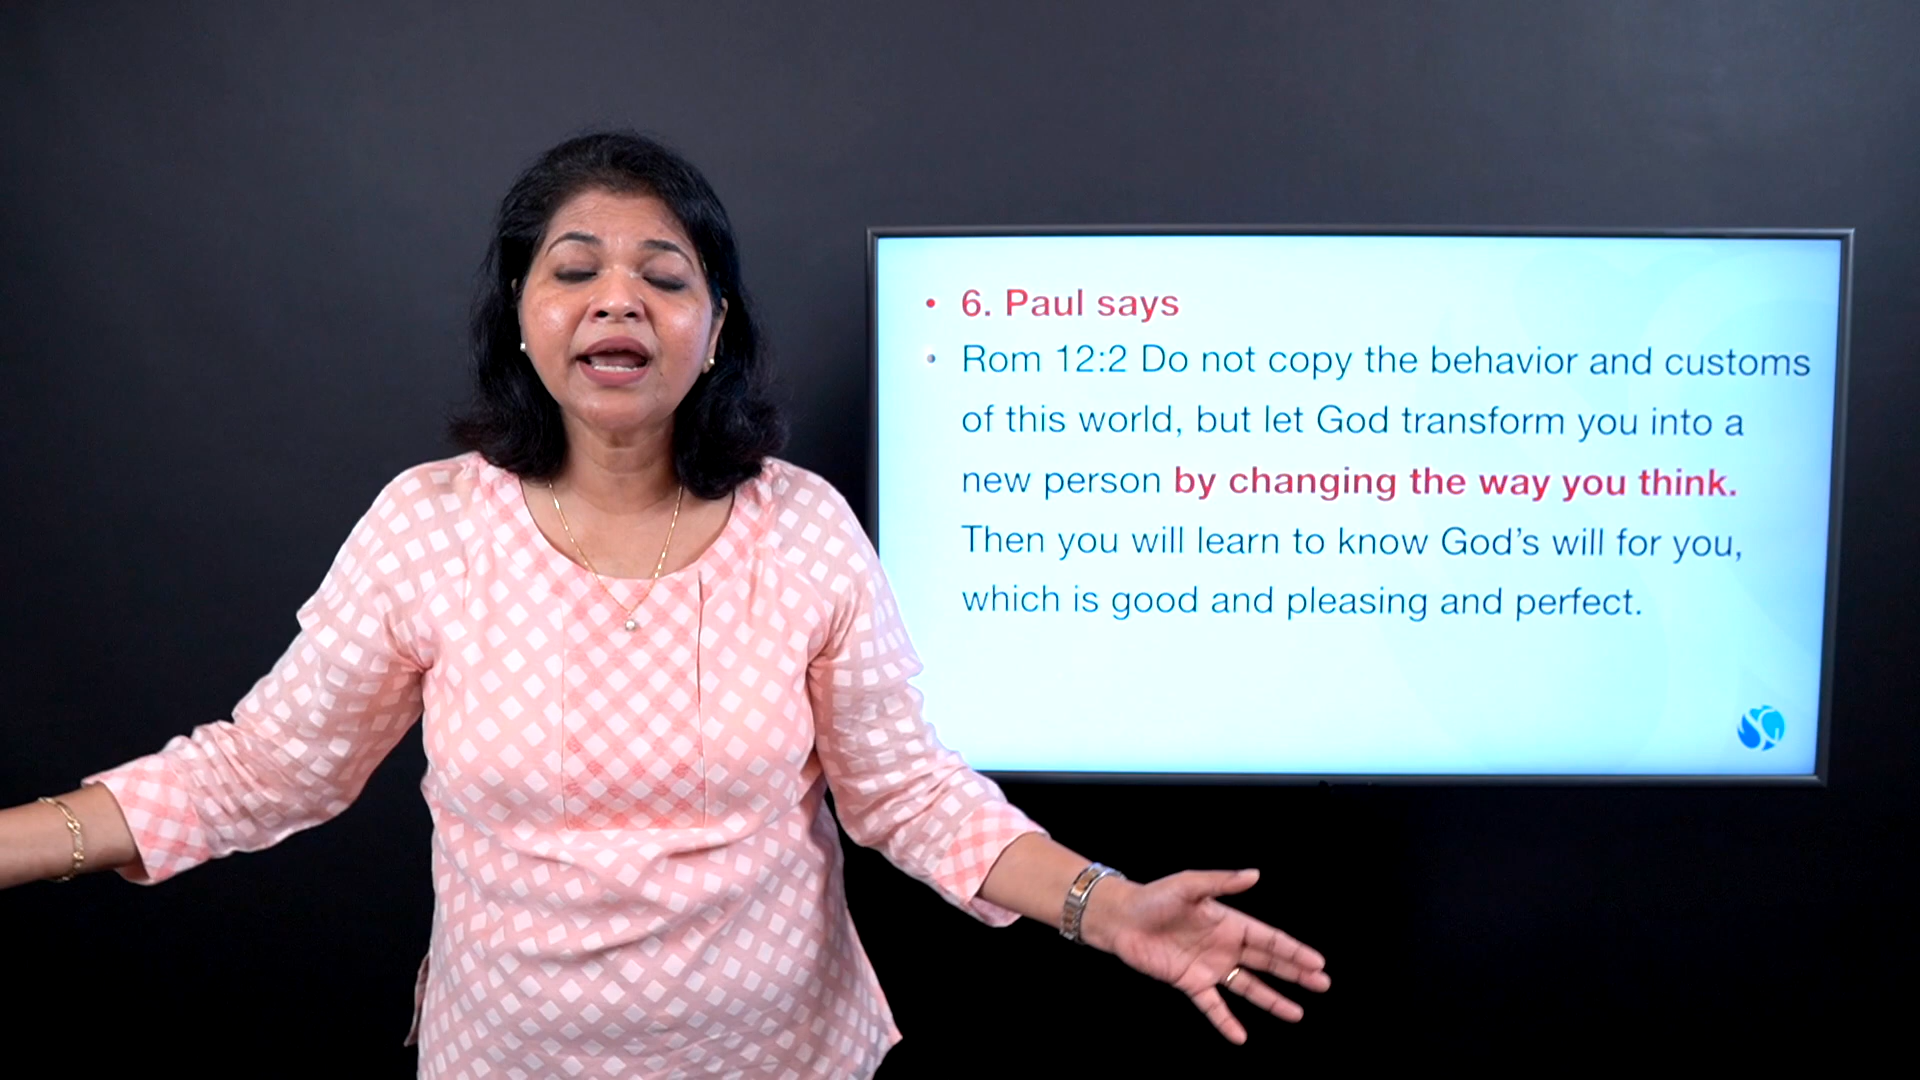 • 6. Paul says
• Rom 12:2 Do not copy the behavior and customs
of this world, but let God transform you into a
new person by changing the way you think.
Then you will learn to know God’s will for you,
which is good and pleasing and perfect.